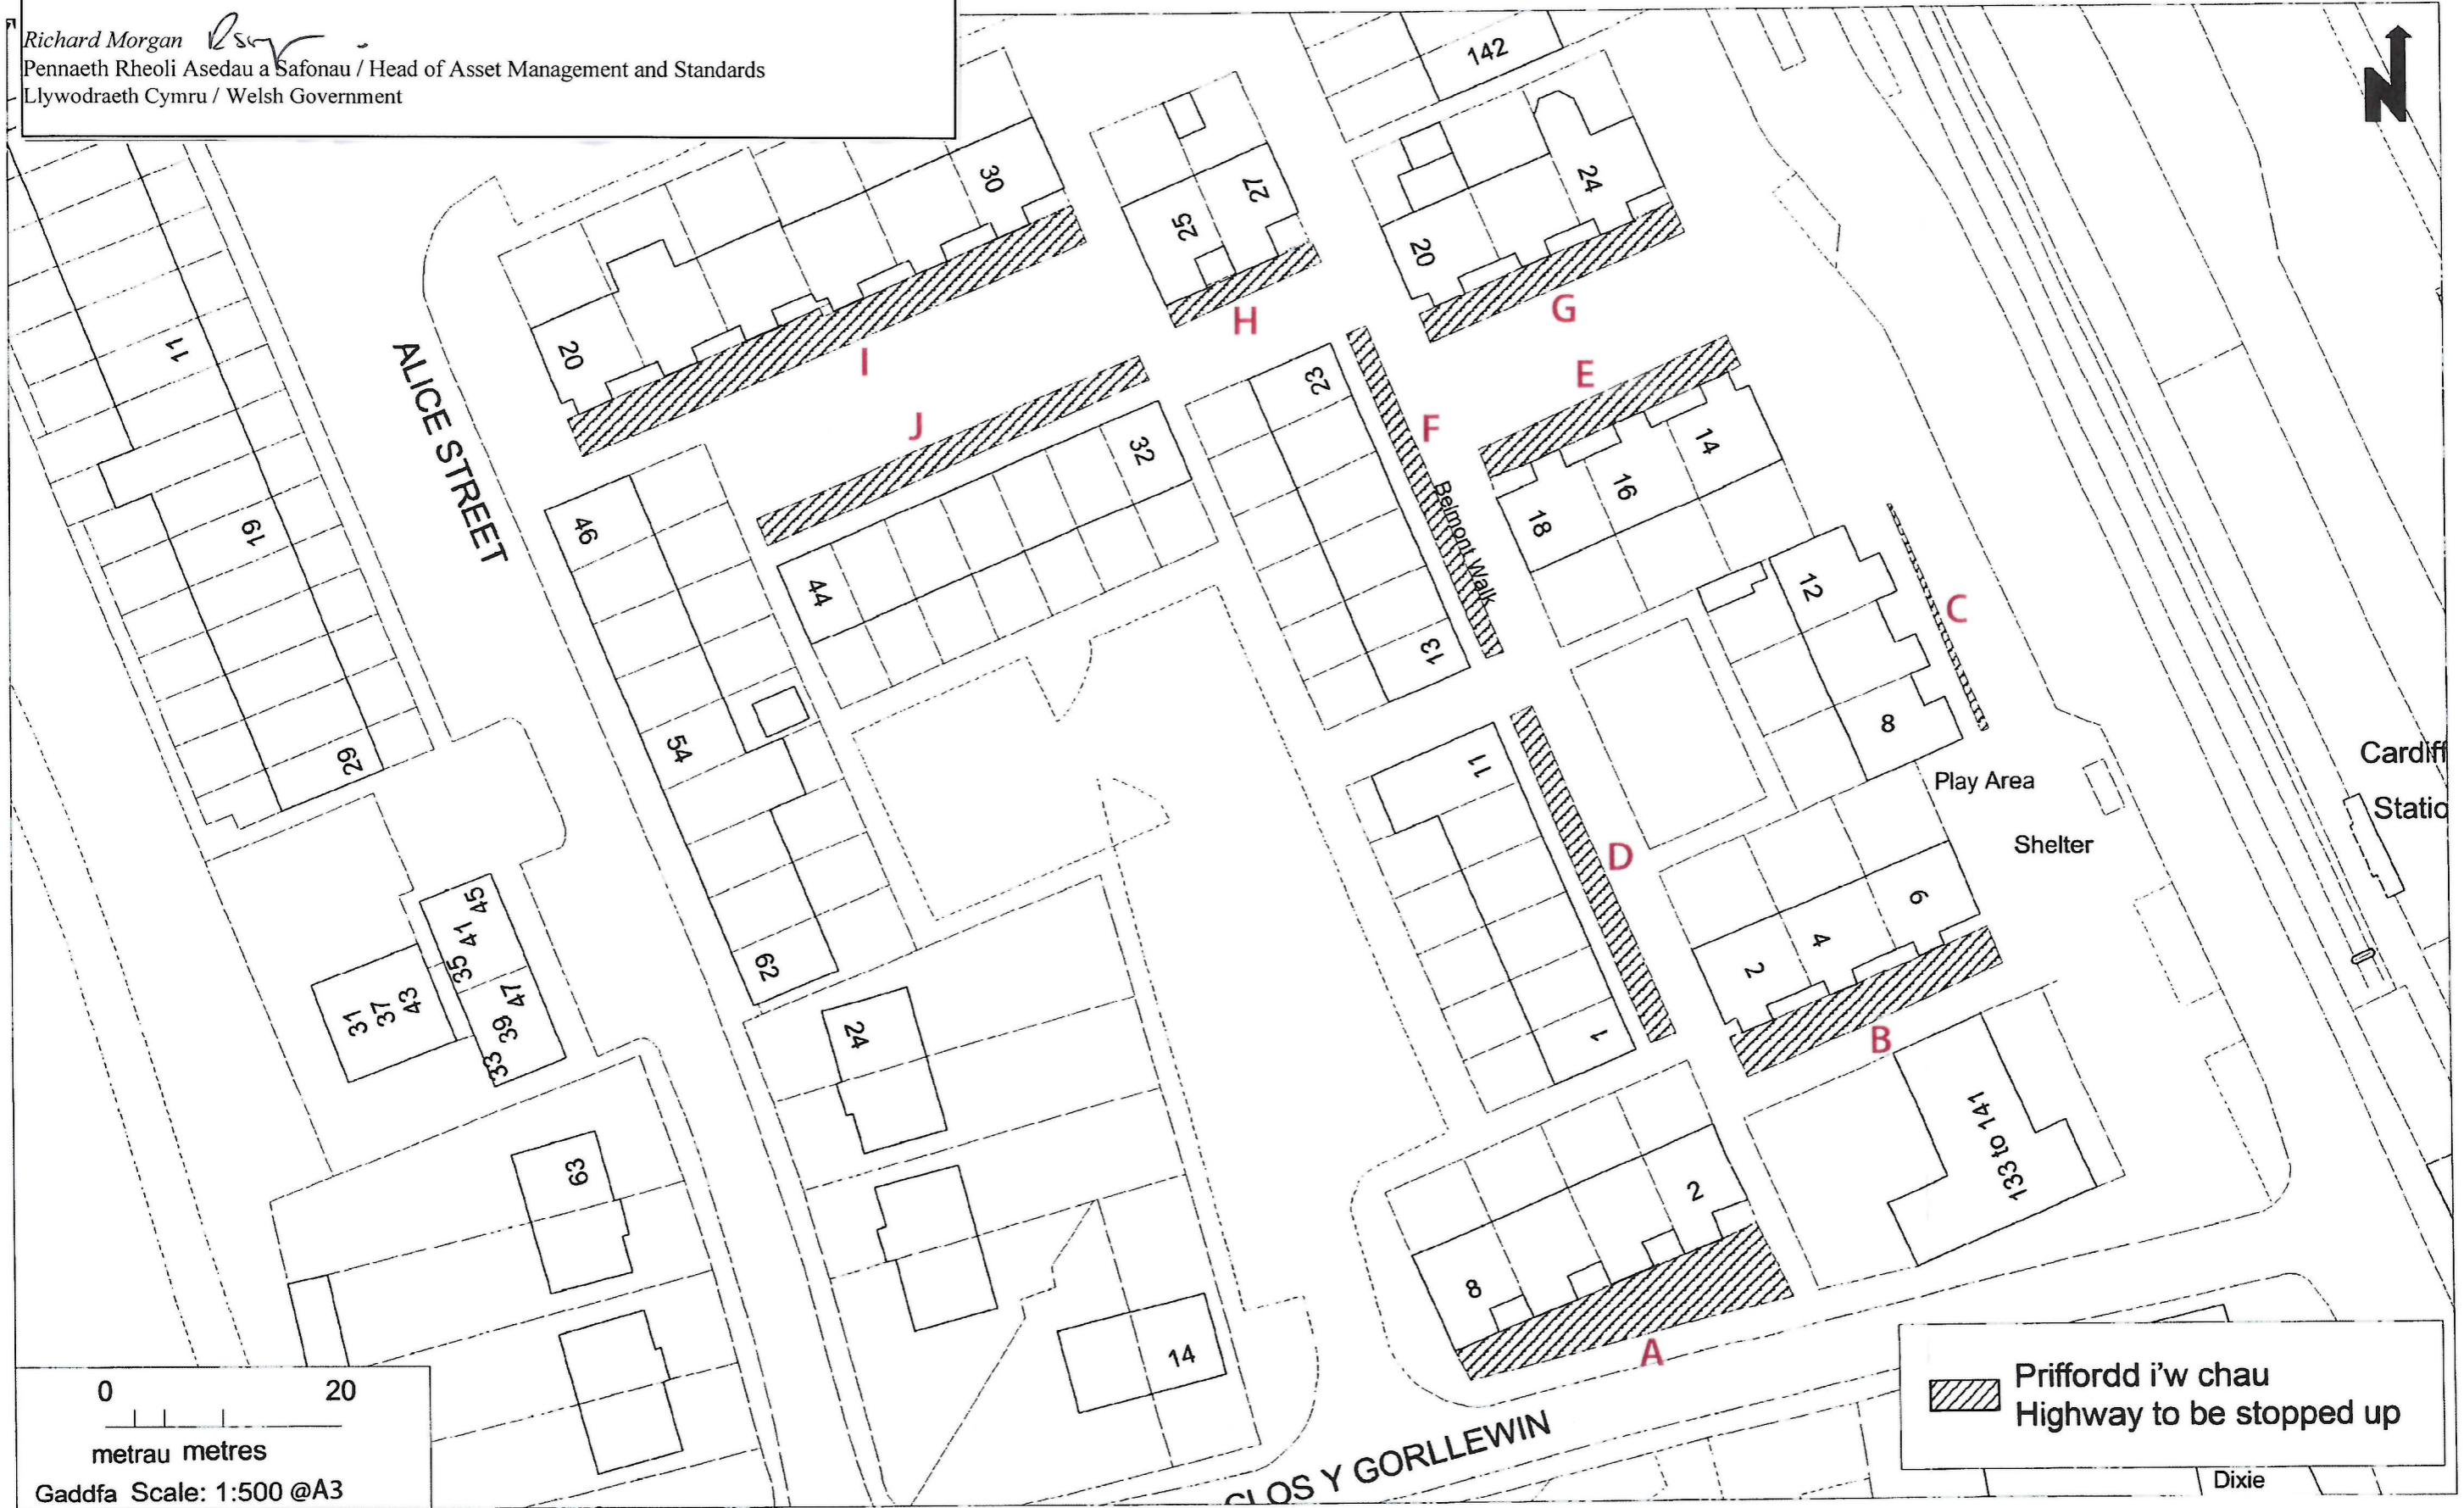 Richard Morgan
Pennaeth Rheoli Asedau a Safonau / Head of Asset Management and Standards
Llywodraeth Cymru / Welsh Government
N
142
30
27
25
24
20
20
11
ALICE STREET
H
G
I
E
J
F
23
32
14
16
18
46
19
44
Belmont Walk
12
C
13
8
54
29
11
Play Area
Cardiff
Shelter
D
6
4
2
62
45
41
35
47
39
33
43
37
31
24
1
B
133 to 141
63
2
8
A
14
CLOS Y GORLLEWIN
0 20
metrau metres
Gaddfa Scale: 1:500 @A3
Priffordd i'w chau
Highway to be stopped up
Dixie